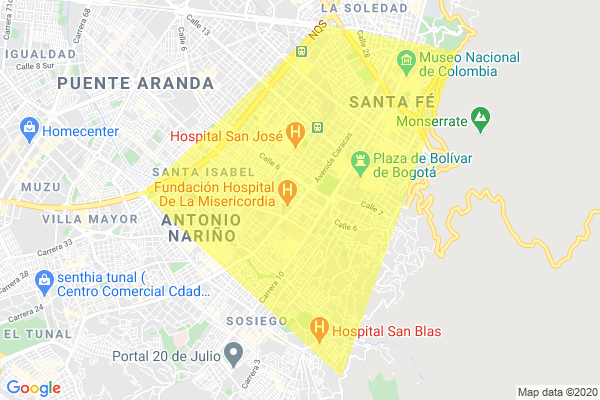 LA SOLEDAD
Carrera 68
Carrera 71C
Calle 6
Calle 13
NQS
Calle 28
IGUALDAD
Calle 8 Sur
Museo Nacional
de Colombia
PUENTE ARANDA
SANTA FÉ
Monserrate
Homecenter
Hospital San José
Avenida Caracas
Calle 6
Plaza de Bolívar
de Bogotá
SANTA ISABEL
MUZU
Fundación Hospital
De La Misericordia
Calle 7
VILLA MAYOR
ANTONIO
NARIÑO
Calle 6
Carrera 33
Carrera 28
senthia tunal (
Centro Comercial Cdad...
Carrera 10
Carrera 24
SOSIEGO
EL TUNAL
Hospital San Blas
Portal 20 de Julio
Carrera 3
Google
Map data ©2020